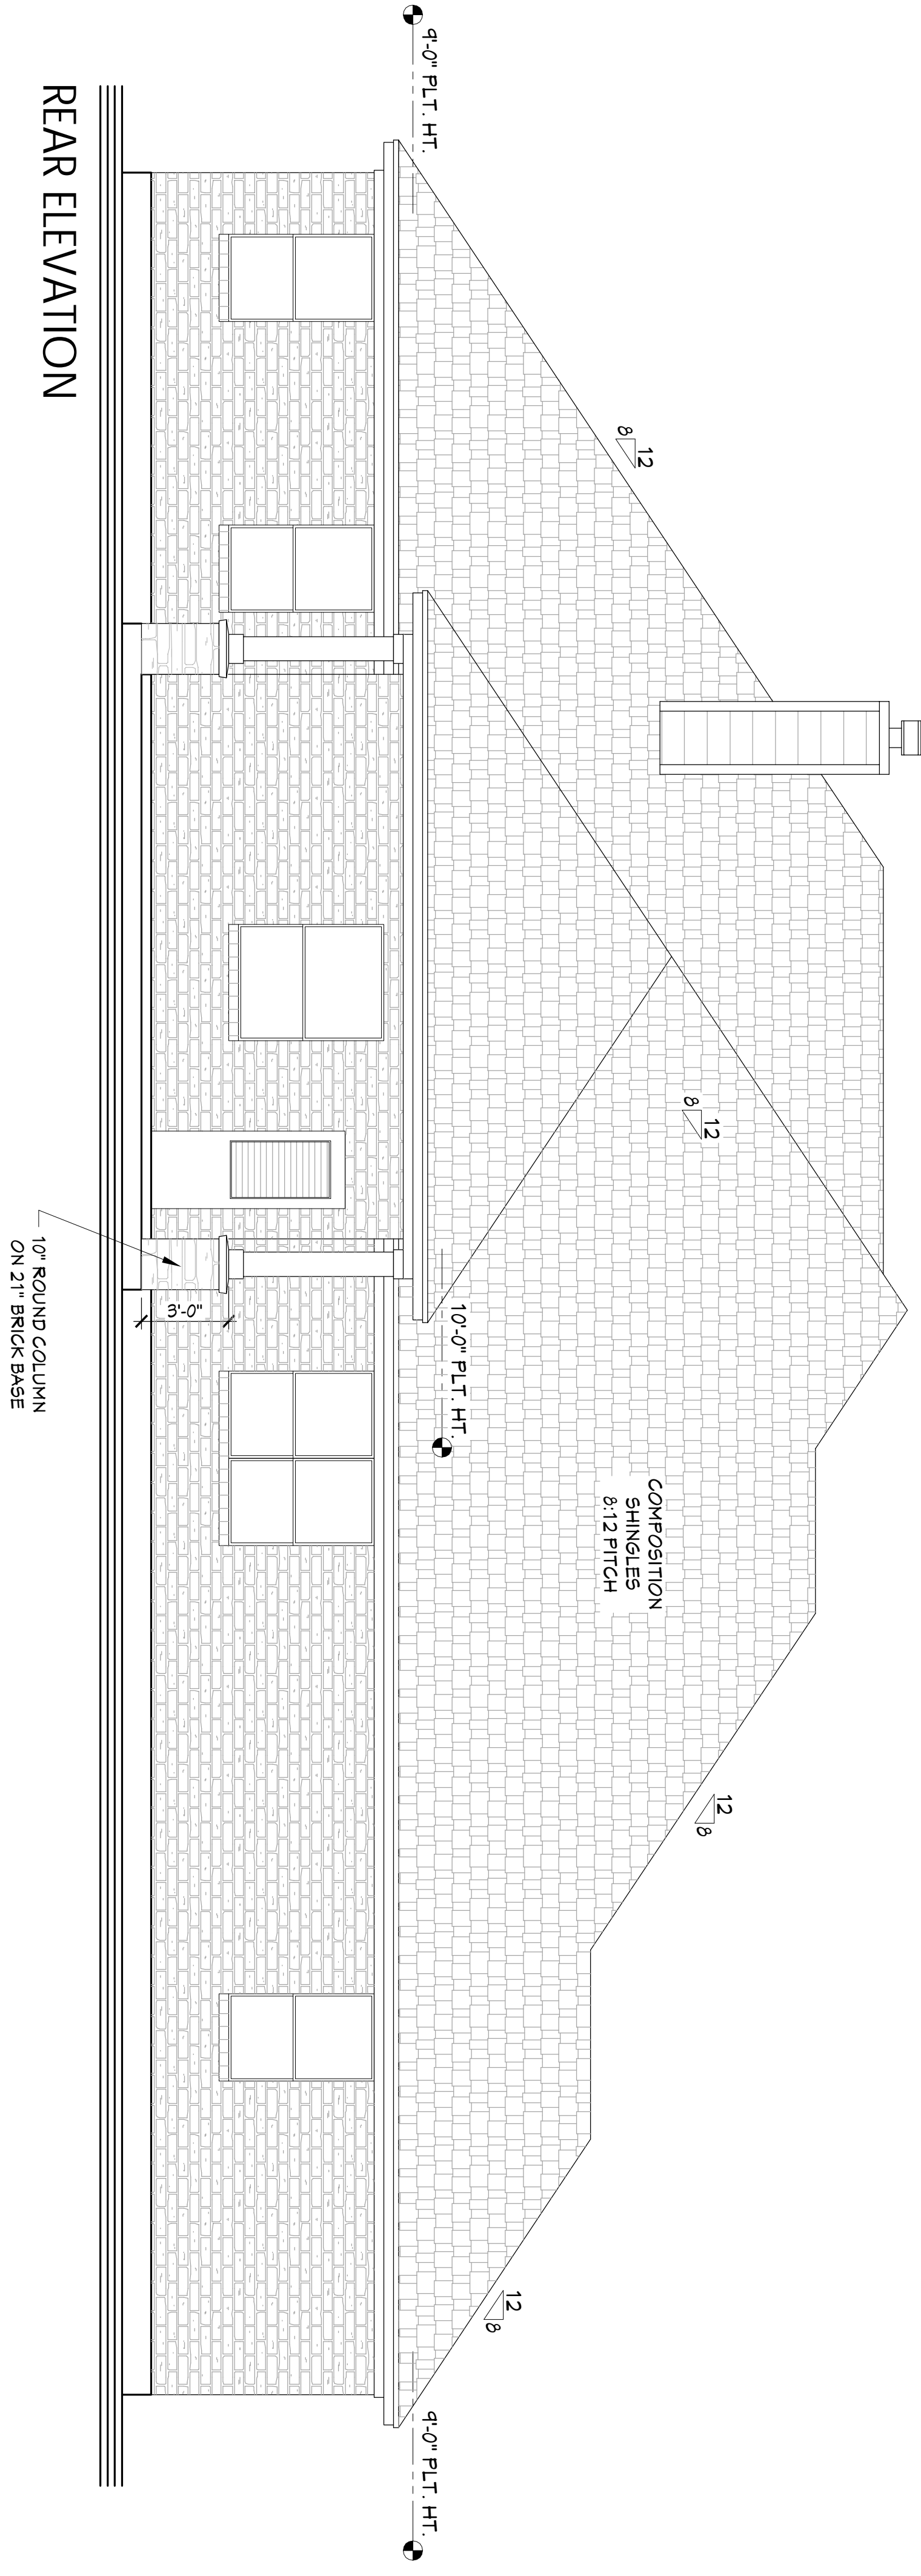 9'-0" PLT. HT.
12
8
12
8
10'-0" PLT. HT.
COMPOSITION
SHINGLES
8:12 PITCH
12
8
12
8
9'-0" PLT. HT.
3'-0"
10" ROUND COLUMN
ON 21" BRICK BASE
REAR ELEVATION